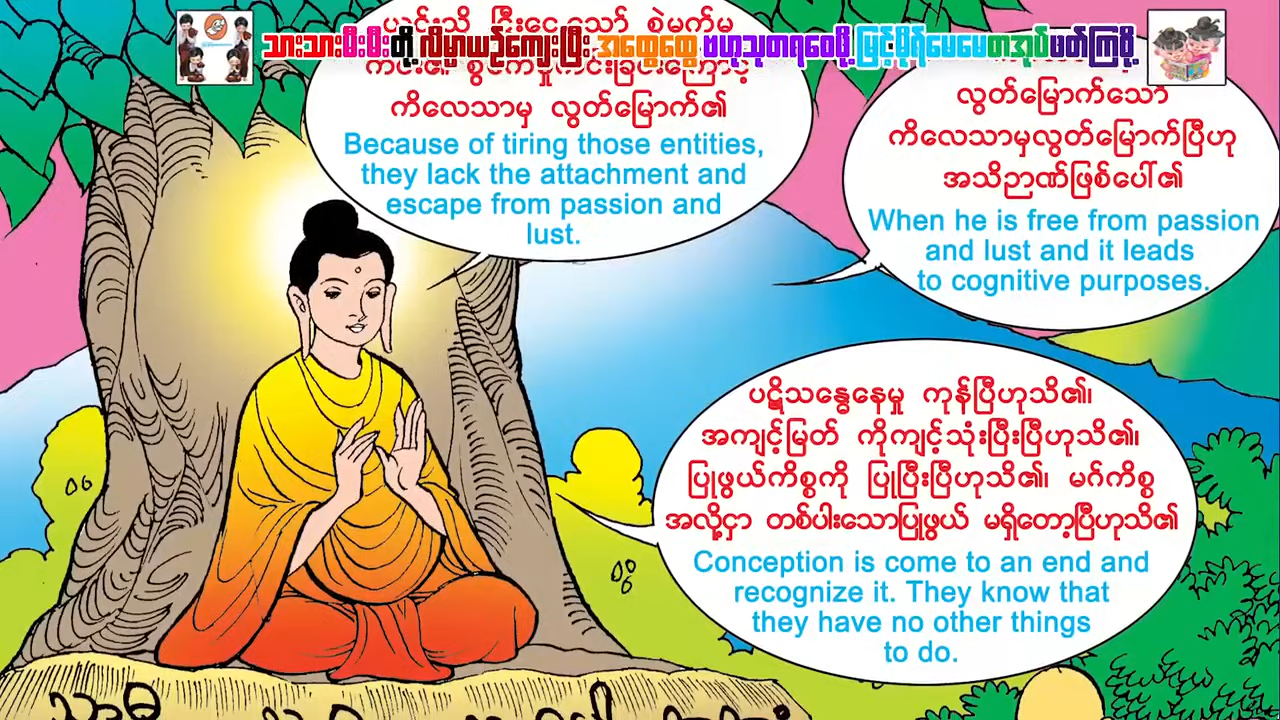 သားသားမီးမီးတို့ လိမ္မာယဉ်ကျေးပြီး အထွေထွေ ဗဟုသုတရစေဖို့ မြင့်မိုရ်မေမေစာအုပ်ဖတ်ကြစို့
ကိလေသာမှ လွတ်မြောက်၏
Because of tiring those entities,
they lack the attachment and
escape from passion and
lust.
လွတ်မြောက်သော်
ကိလေသာမှလွတ်မြောက်ပြီဟု
အသိဉာဏ်ဖြစ်ပေါ်၏
When he is free from passion
and lust and it leads
to cognitive purposes.
ပဋိသန္ဓေနေမှု ကုန်ပြီဟုသိ၏၊
အကျင့်မြတ် ကိုကျင့်သုံးပြီးပြီဟုသိ၏၊
ပြုဖွယ်ကိစ္စကို ပြုပြီးပြီဟုသိ၏၊ မဂ်ကိစ္စ
အလို့ငှာ တစ်ပါးသောပြုဖွယ် မရှိတော့ပြီဟုသိ၏
Conception is come to an end and
recognize it. They know that
they have no other things
to do.